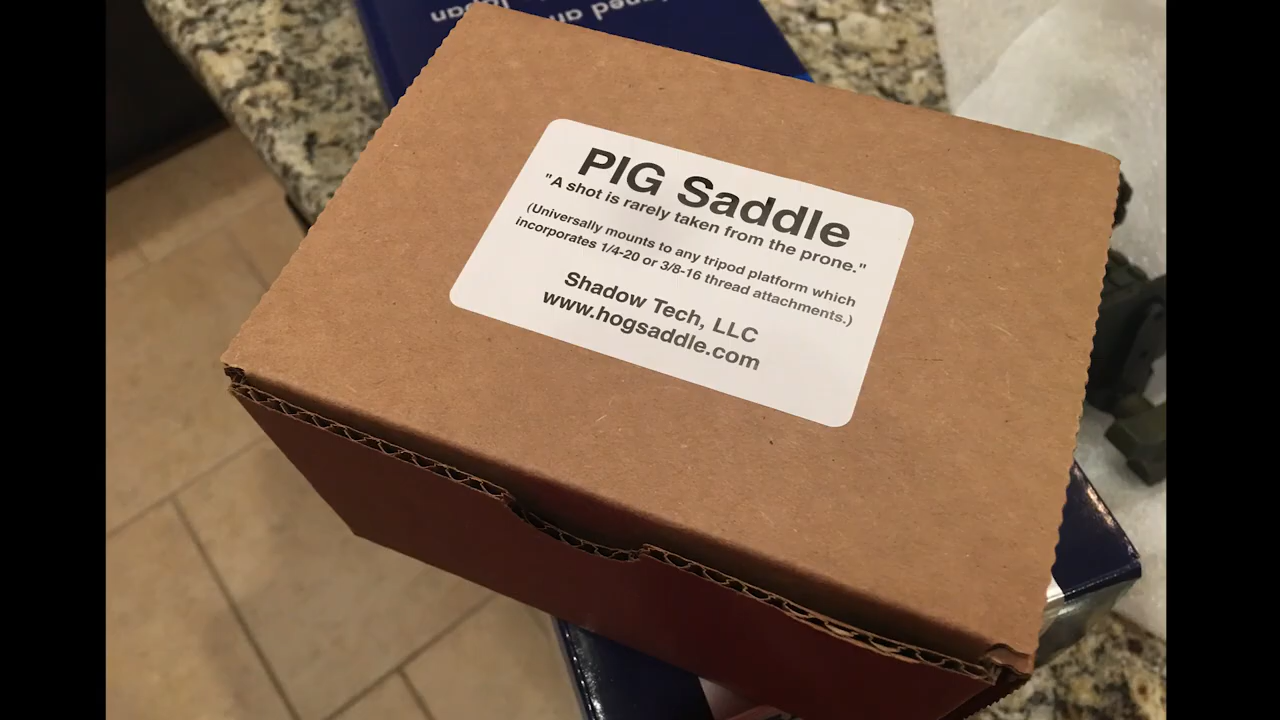 PIG Saddle
"A shot is rarely taken from the prone."
(Universally mounts to any tripod platform which
incorporates 1/4-20 or 3/8-16 thread attachments.)
Shadow Tech, LLC
www.hogsaddle.com
Japan